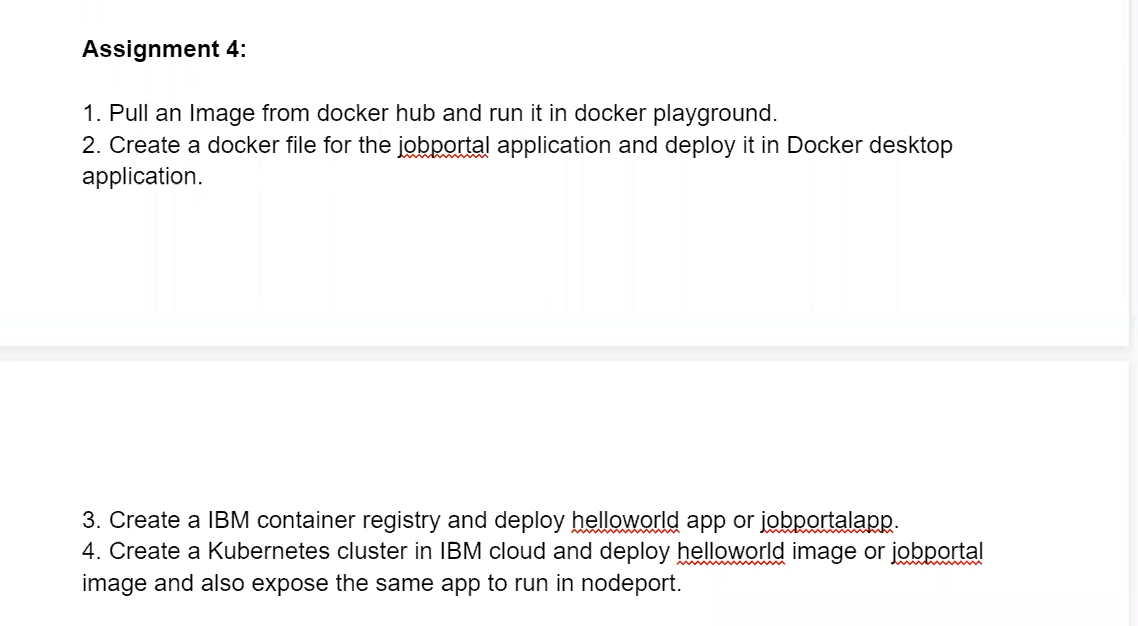 Assignment 4:
1. Pull an Image from docker hub and run it in docker playground.
2. Create a docker file for the jobportal application and deploy it in Docker desktop
application.
3. Create a IBM container registry and deploy helloworld app or jobportalapp.
4. Create a Kubernetes cluster in IBM cloud and deploy helloworld image or jobportal
image and also expose the same app to run in nodeport.